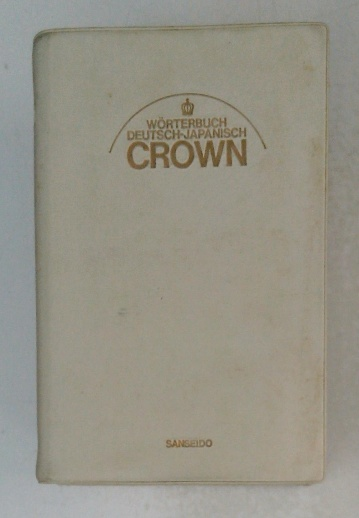 WÖRTERBUCH
DEUTSCH-JAPANISCH
CROWN
SANSEIDO